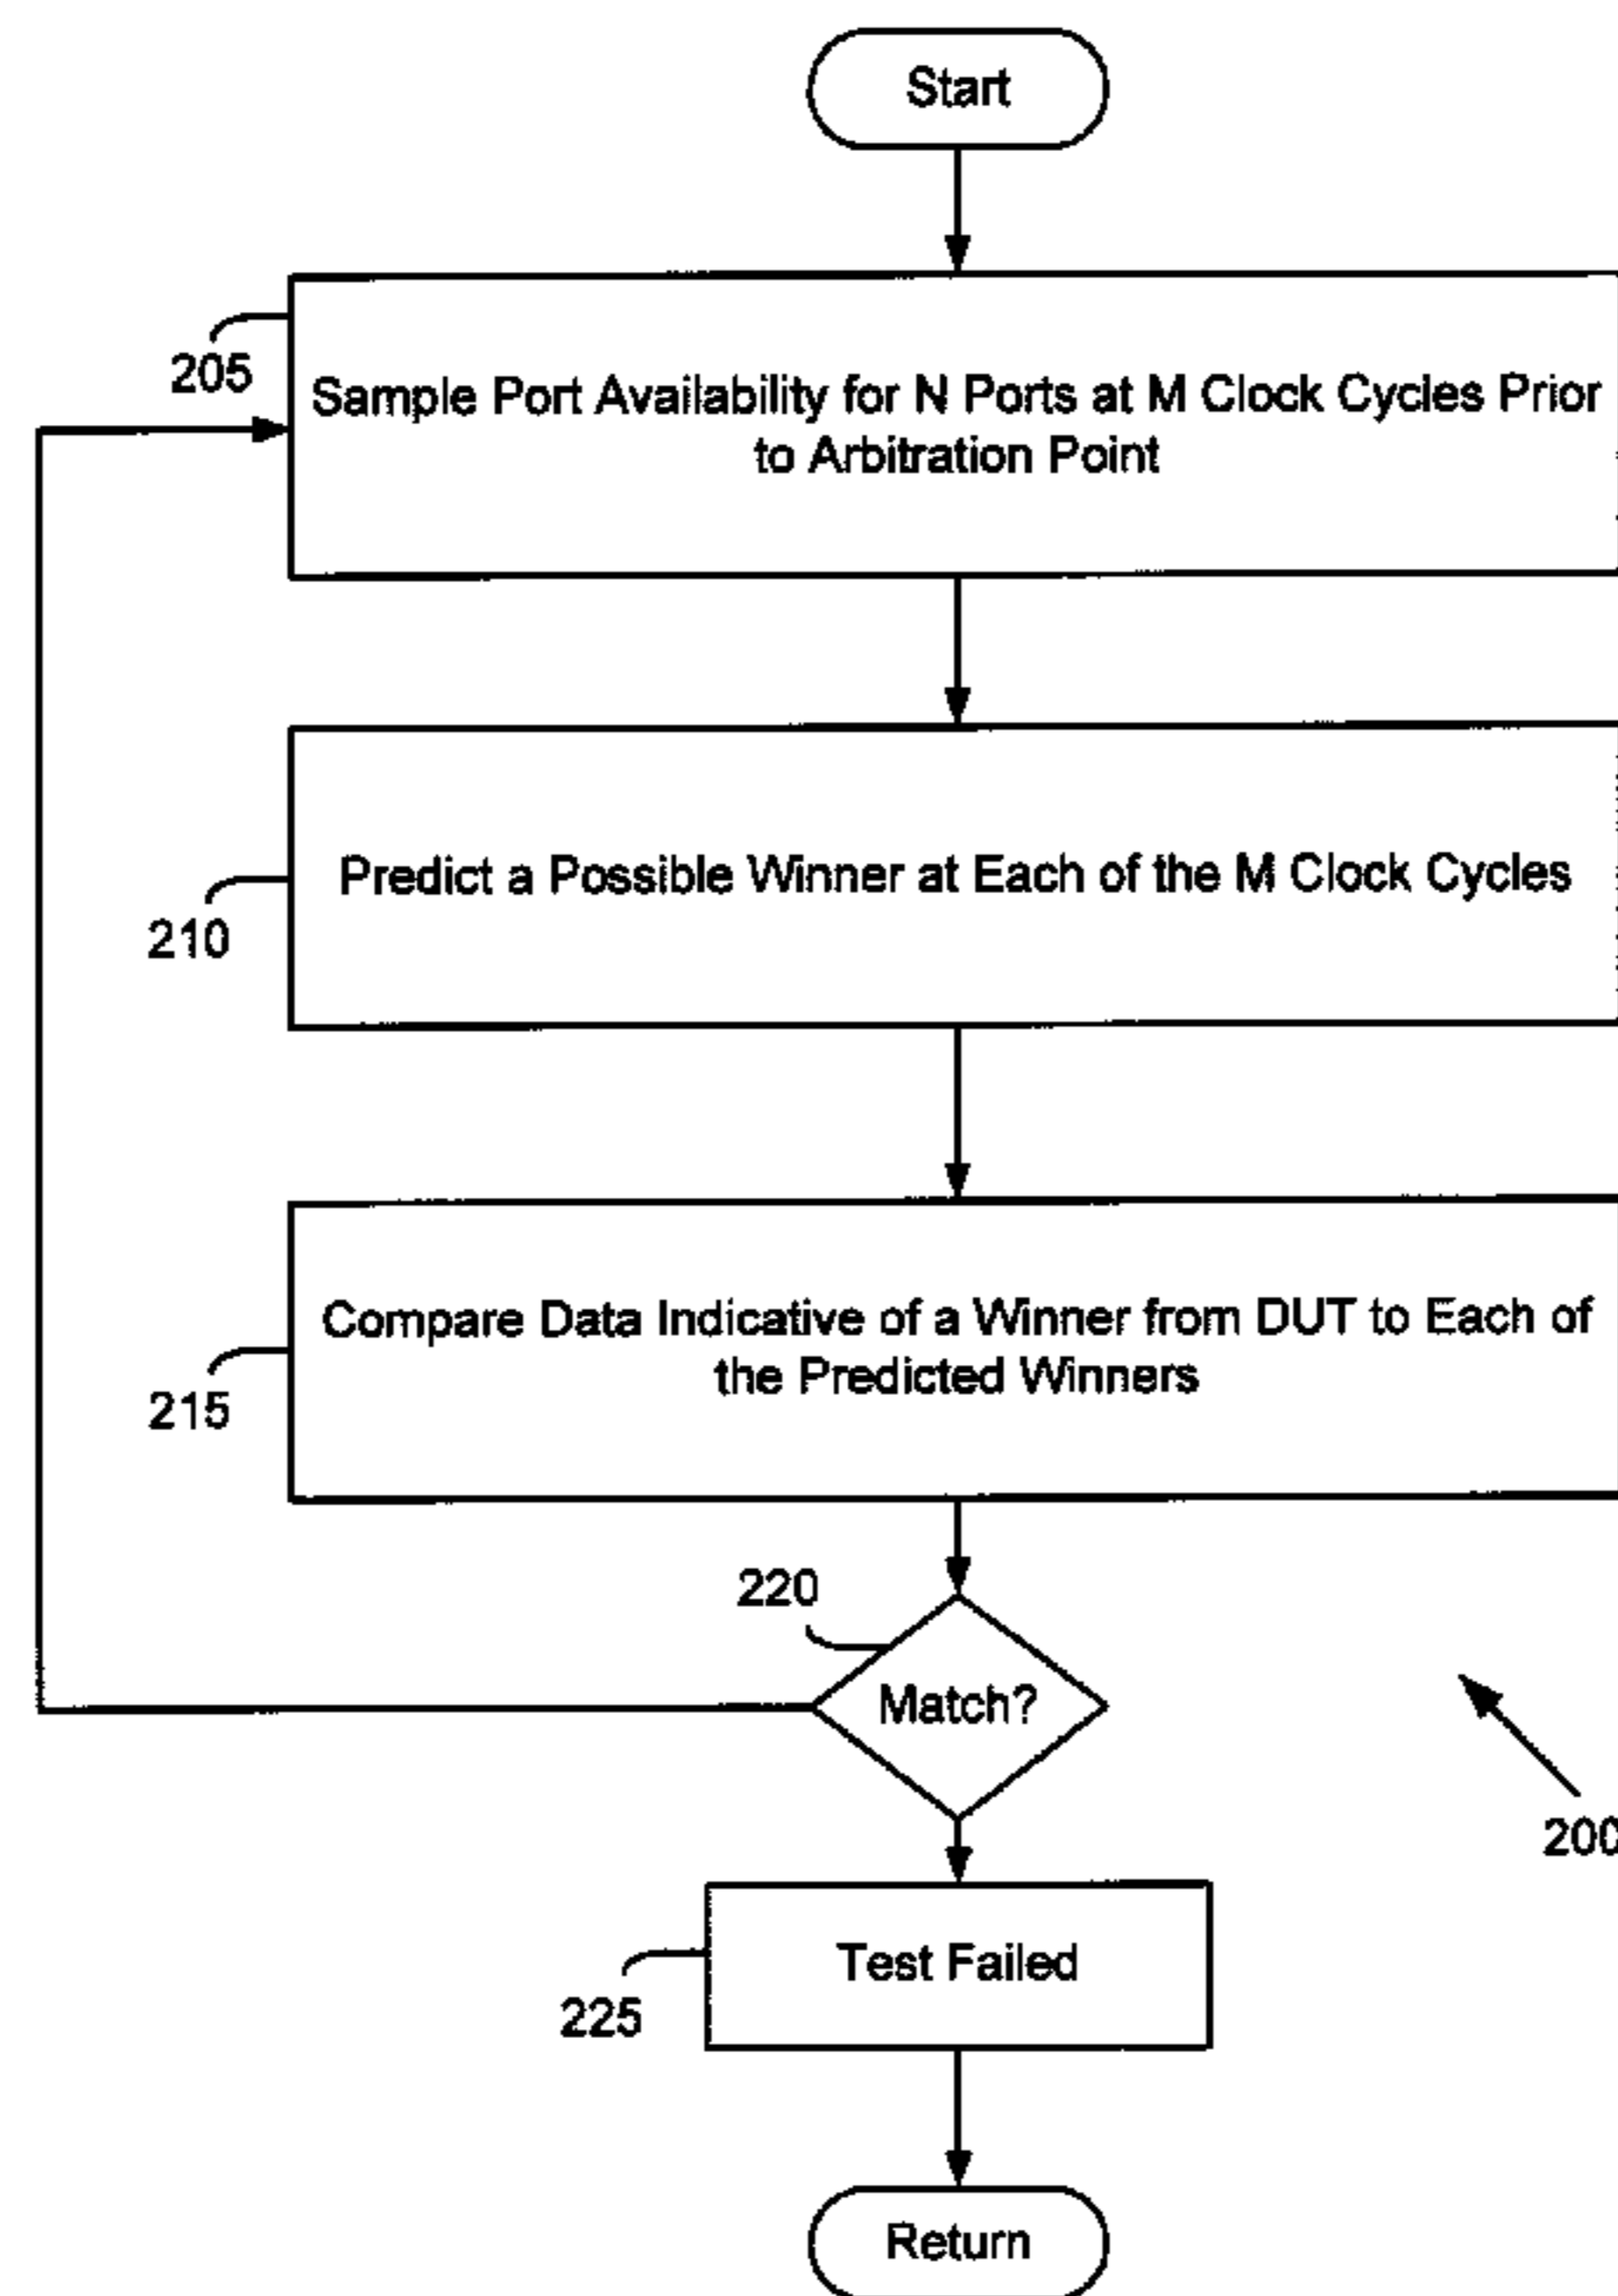 Start
205
Sample Port Availability for N Ports at M Clock Cycles Prior
to Arbitration Point
Predict a Possible Winner at Each of the M Clock Cycles
210
Compare Data Indicative of a Winner from DUT to Each of
the Predicted Winners
215
220
Match?
200
Test Failed
225
Return